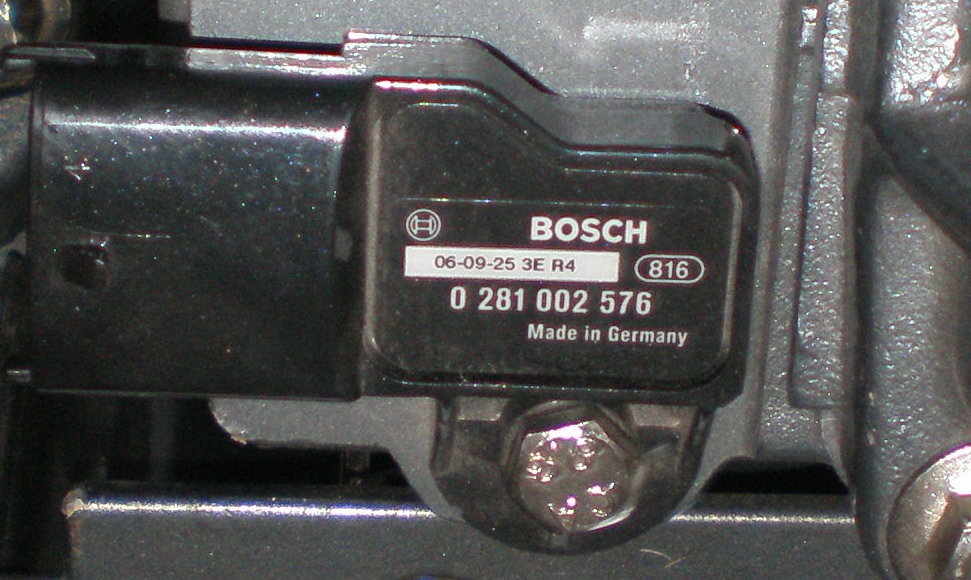 BOSCH
06-09-25 3E R4
816
0 281 002 576
Made in Germany